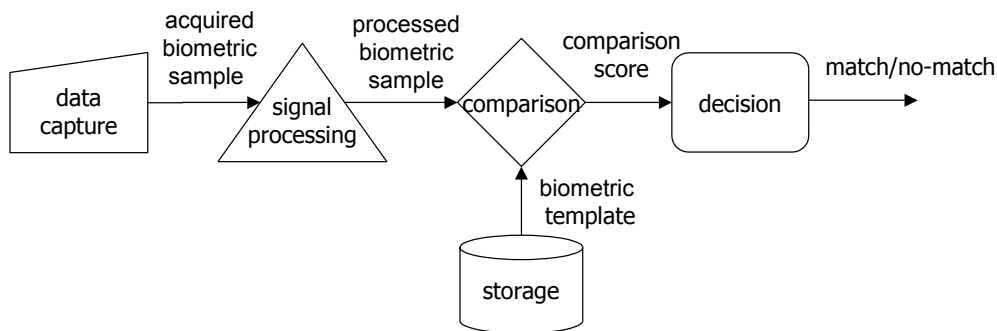 acquired
biometric
sample
processed
biometric
sample
comparison
score
match/no-match
data
capture
signal
processing
comparison
decision
biometric
template
storage